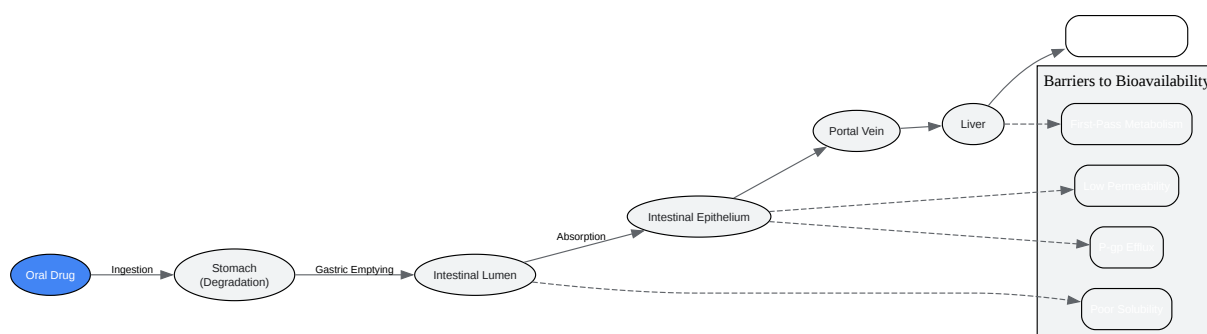 Barriers to Bioavailability
Portal Vein
Liver
First-Pass Metabolism
Low Permeability
Intestinal Epithelium
P-gp Efflux
Absorption
Oral Drug
Ingestion
Stomach
(Degradation)
Gastric Emptying
Intestinal Lumen
Poor Solubility